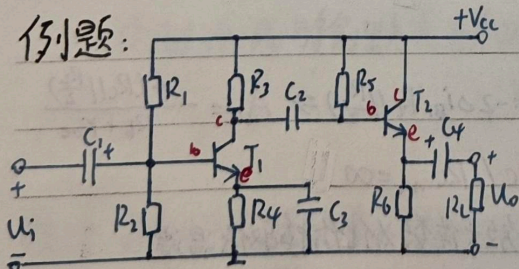 例题:
+Vcc
R1
R3
C2
R5
c
T2
b
e
c
C1
+
b
T1
e
+
C4
+
+
Ui
R2
R4
C3
R6
RL
Uo
-
-